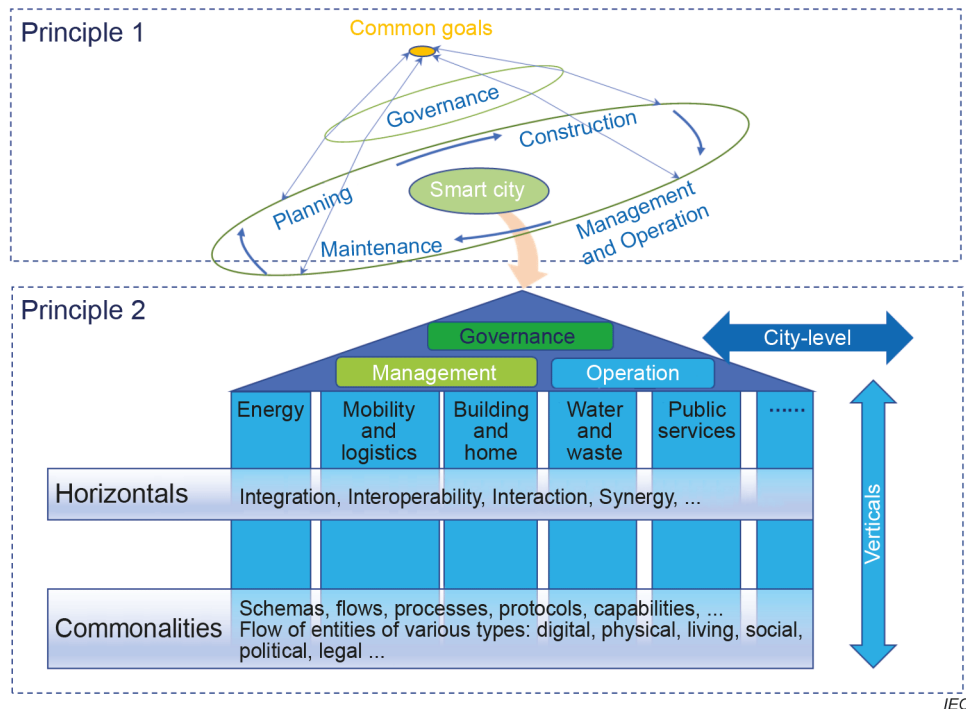 Principle 1
Common goals
Governance
Construction
Smart city
Planning
Management
and Operation
Maintenance
Principle 2
Governance
City-level
Management
Operation
Energy
Mobility
and
logistics
Building
and
home
Water
and
waste
Public
services
......
Horizontals
Integration, Interoperability, Interaction, Synergy, ...
Verticals
Commonalities
Schemas, flows, processes, protocols, capabilities, ...
Flow of entities of various types: digital, physical, living, social,
political, legal ...
IEC